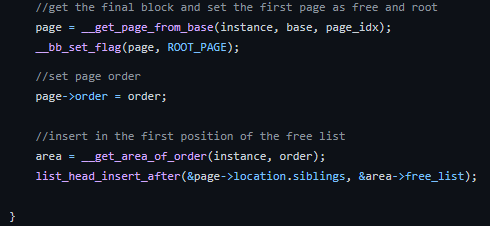 //get the final block and set the first page as free and root
page = __get_page_from_base(instance, base, page_idx);
__bb_set_flag(page, ROOT_PAGE);
//set page order
page->order = order;
//insert in the first position of the free list
area = __get_area_of_order(instance, order);
list_head_insert_after(&page->location.siblings, &area->free_list);
}